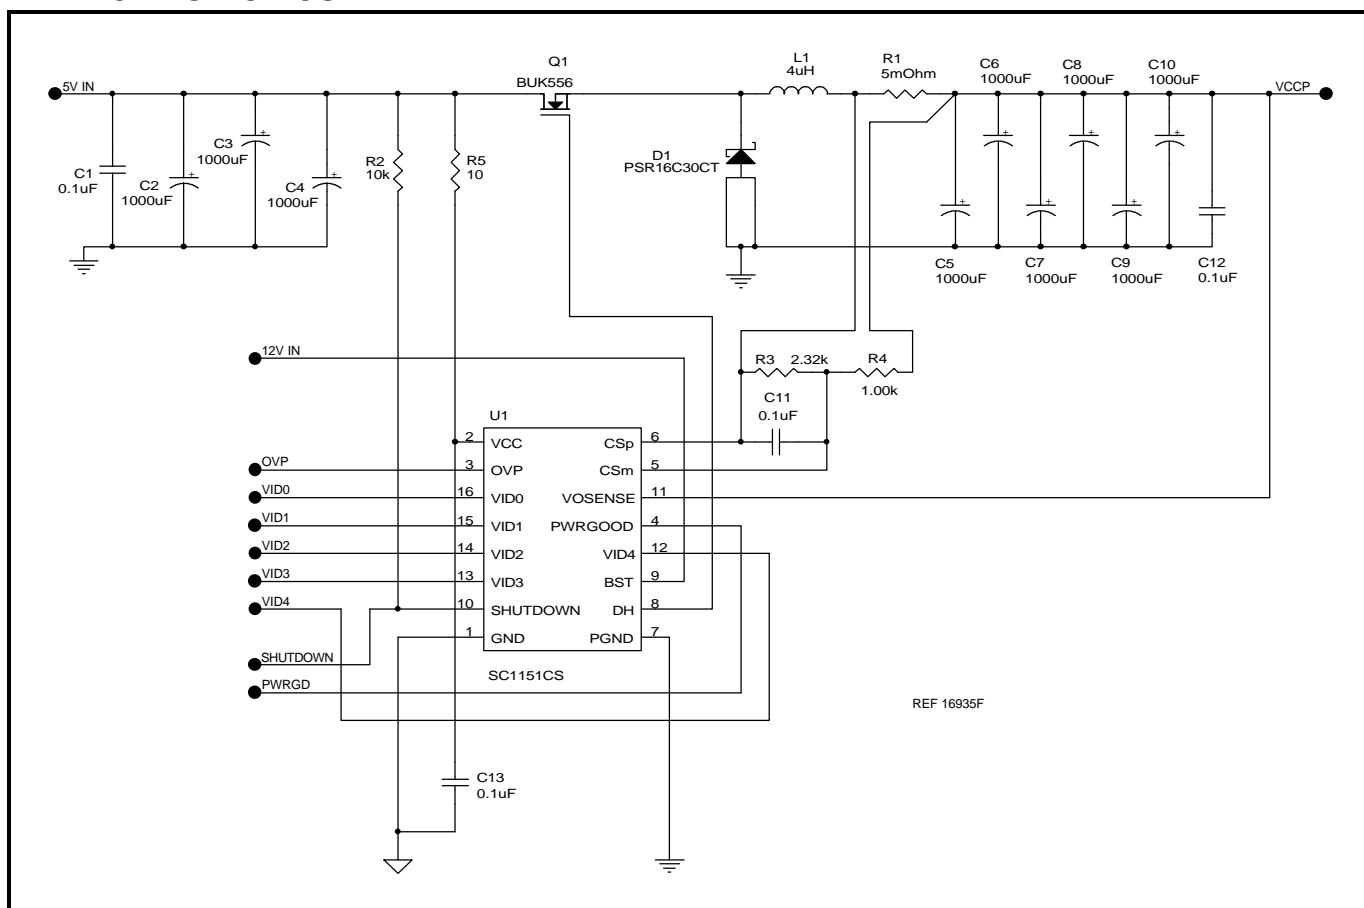 Q1
BUK556
L1
4uH
R1
5mOhm
C6
1000uF
C8
1000uF
C10
1000uF
5V IN
VCCP
C1
0.1uF
C2
1000uF
+
C3
1000uF
+
C4
1000uF
+
R2
10k
R5
10
D1
PSR16C30CT
+
+
+
+
+
+
C5
1000uF
C7
1000uF
C9
1000uF
C12
0.1uF
12V IN
R3
2.32k
R4
1.00k
C11
0.1uF
U1
2
VCC
CSp
6
OVP
3
OVP
CSm
5
VID0
16
VID0
VOSENSE
11
VID1
15
VID1
PWRGOOD
4
VID2
14
VID2
VID4
12
VID3
13
VID3
BST
9
VID4
10
SHUTDOWN
DH
8
1
GND
PGND
7
SHUTDOWN
SC1151CS
PWRGD
REF 16935F
C13
0.1uF